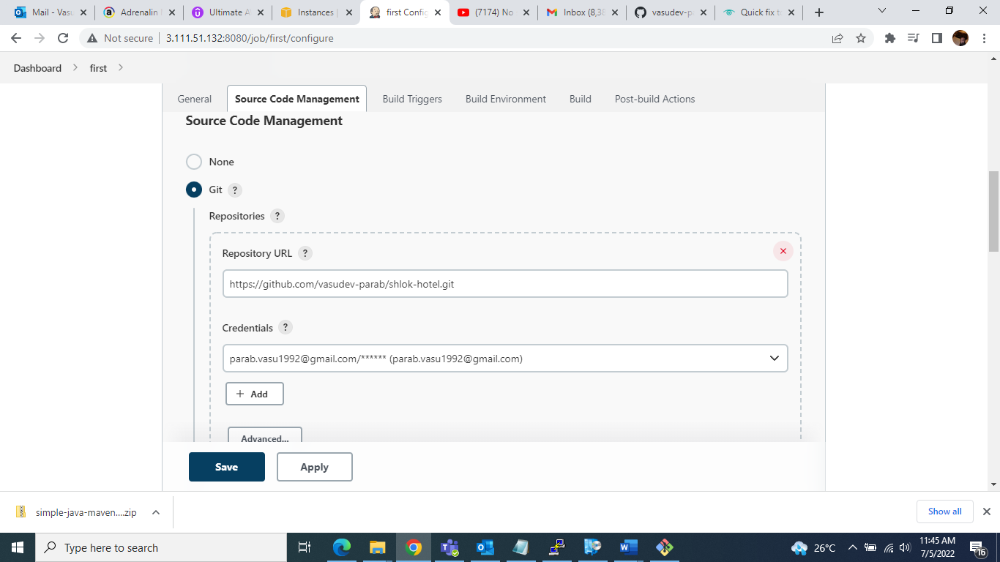 Mail - Vasu
Adrenalin
Ultimate A
Instances |
first Config
(7174) No
Inbox (8,38
vasudev-p
Quick fix t
Not secure
3.111.51.132:8080/job/first/configure
Dashboard
first
General
Source Code Management
Build Triggers
Build Environment
Build
Post-build Actions
Source Code Management
None
Git ?
Repositories ?
Repository URL ?
https://github.com/vasudev-parab/shlok-hotel.git
Credentials ?
parab.vasu1992@gmail.com/****** (parab.vasu1992@gmail.com)
+ Add
Advanced...
Save
Apply
simple-java-maven....zip
Show all
Type here to search
26°C
11:45 AM
7/5/2022
16